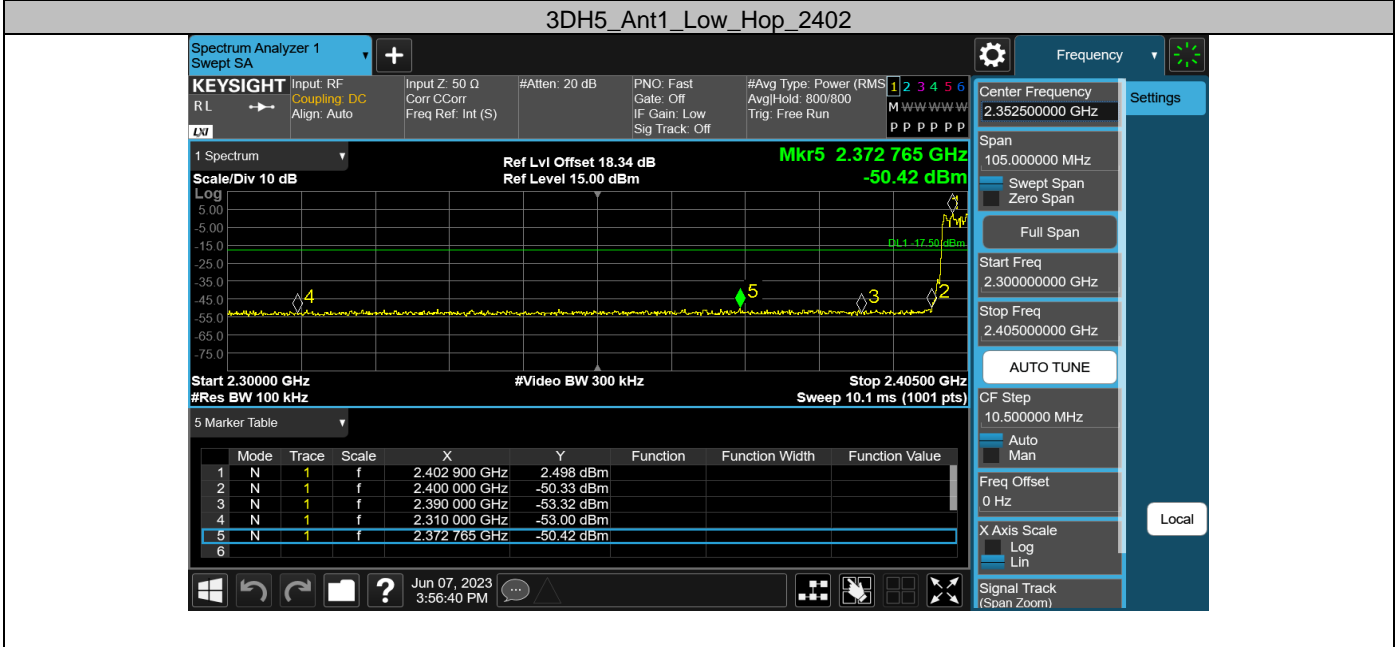 3DH5_Ant1_Low_Hop_2402
Spectrum Analyzer 1
Swept SA
Frequency
KEYSIGHT
RL
LXI
Input: RF
Coupling: DC
Align: Auto
Input Z: 50 Ω
Corr CCorr
Freq Ref: Int (S)
#Atten: 20 dB
PNO: Fast
Gate: Off
IF Gain: Low
Sig Track: Off
#Avg Type: Power (RMS
Avg|Hold: 800/800
Trig: Free Run
1 2 3 4 5 6
M W W W W W
P P P P P P
1 Spectrum
Scale/Div 10 dB
Ref Lvl Offset 18.34 dB
Ref Level 15.00 dBm
Mkr5 2.372 765 GHz
-50.42 dBm
Log
5.00
-5.00
-15.0
-25.0
-35.0
-45.0
-55.0
-65.0
-75.0
DL1 -17.50 dBm
4
5
3
2
Start 2.30000 GHz
#Res BW 100 kHz
#Video BW 300 kHz
Stop 2.40500 GHz
Sweep 10.1 ms (1001 pts)
5 Marker Table
Mode Trace Scale X Y Function Function Width Function Value
1 N 1 f 2.402 900 GHz 2.498 dBm
2 N 1 f 2.400 000 GHz -50.33 dBm
3 N 1 f 2.390 000 GHz -53.32 dBm
4 N 1 f 2.310 000 GHz -53.00 dBm
5 N 1 f 2.372 765 GHz -50.42 dBm
6
Jun 07, 2023
3:56:40 PM
Center Frequency
2.352500000 GHz
Span
105.000000 MHz
Swept Span
Zero Span
Full Span
Start Freq
2.300000000 GHz
Stop Freq
2.405000000 GHz
AUTO TUNE
CF Step
10.500000 MHz
Auto
Man
Freq Offset
0 Hz
X Axis Scale
Log
Lin
Signal Track
(Span Zoom)
Settings
Local